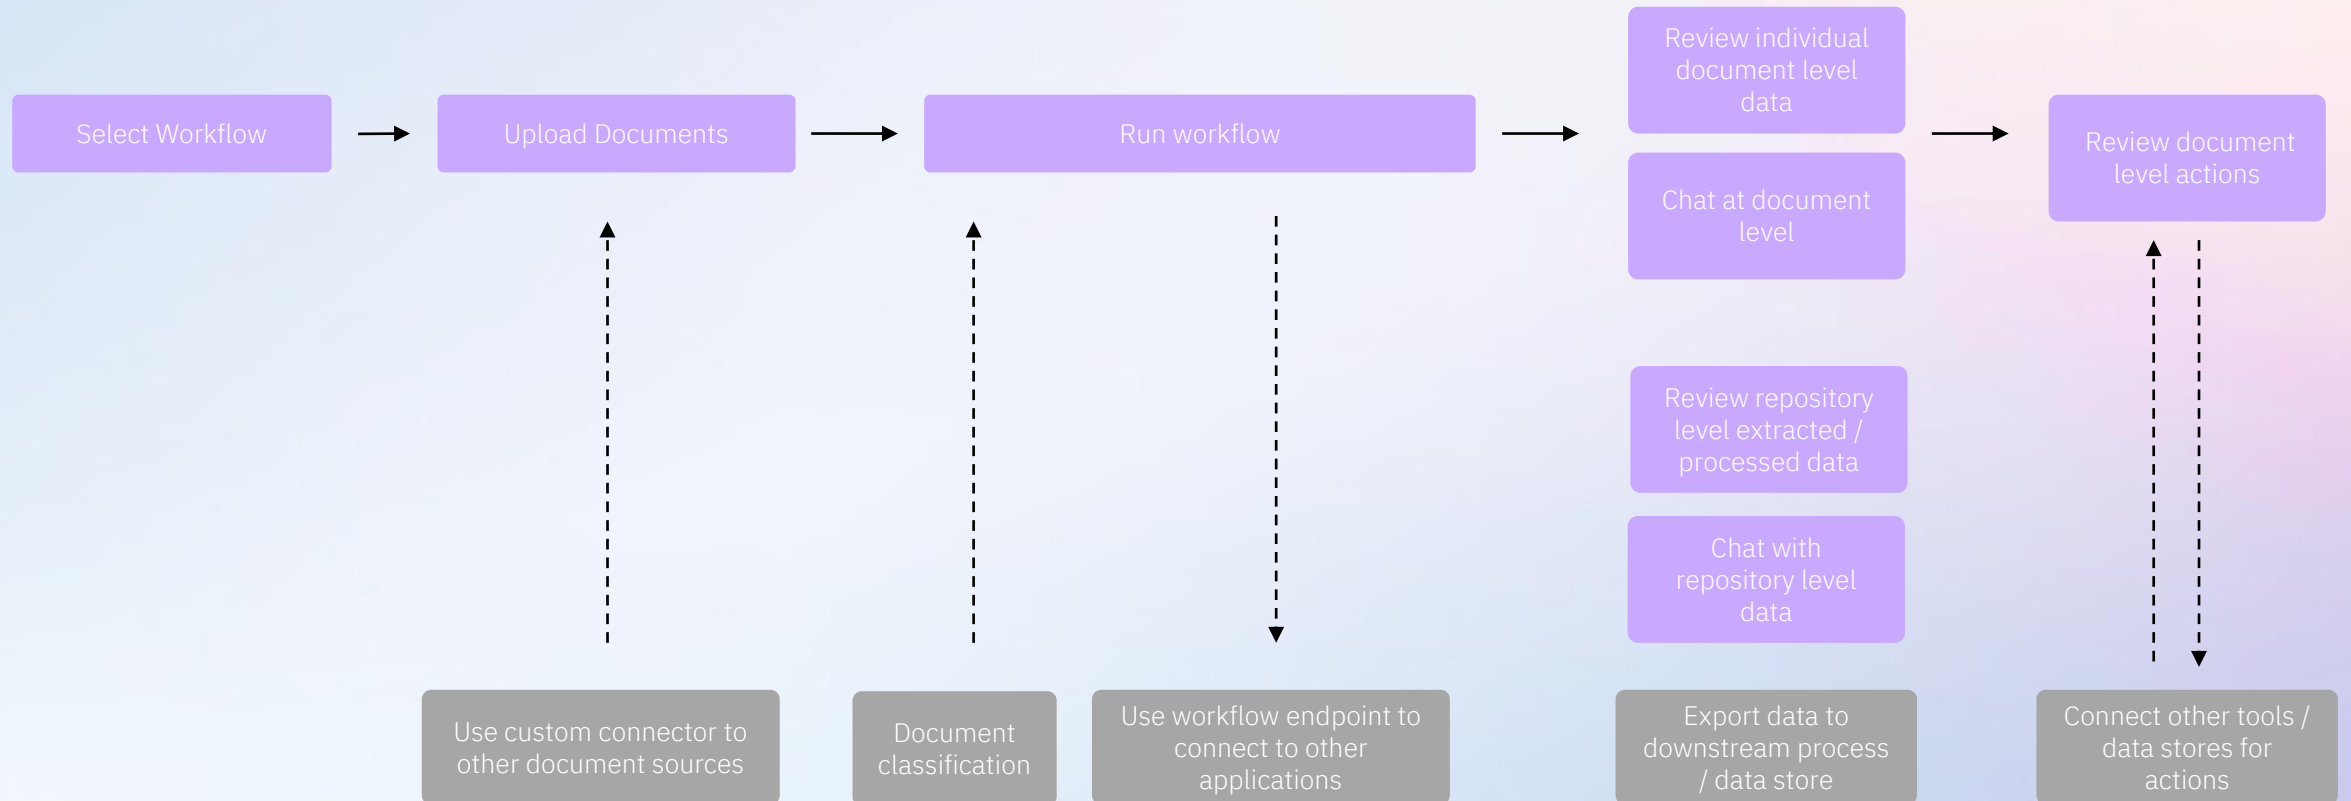 Select Workflow
Upload Documents
Run workflow
Review individual
document level
data
Chat at document
level
Review document
level actions
Review repository
level extracted /
processed data
Chat with
repository level
data
Use custom connector to
other document sources
Document
classification
Use workflow endpoint to
connect to other
applications
Export data to
downstream process
/ data store
Connect other tools /
data stores for
actions